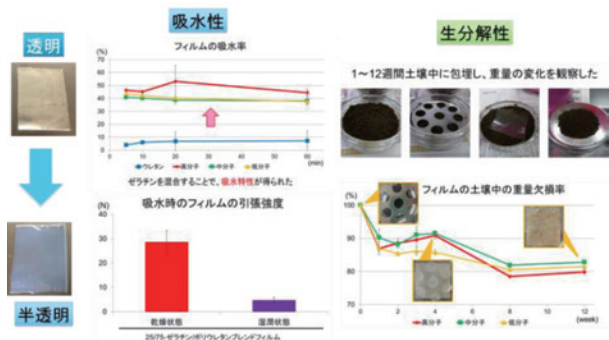 透明
半透明
吸水性
フィルムの吸水率
(%)
70
60
50
40
30
20
10
0
0
20
40
60
(min)
ウレタン
高分子
中分子
低分子
ゼラチンを混合することで、吸水特性が得られた
吸水時のフィルムの引張強度
(N)
40
30
20
10
0
乾燥状態
湿潤状態
25/75-ゼラチン/ポリウレタンブレンドフィルム
生分解性
1～12週間土壌中に包埋し、重量の変化を観察した
フィルムの土壌中の重量欠損率
(%)
100
90
80
70
0
2
4
6
8
10
12
(week)
高分子
中分子
低分子